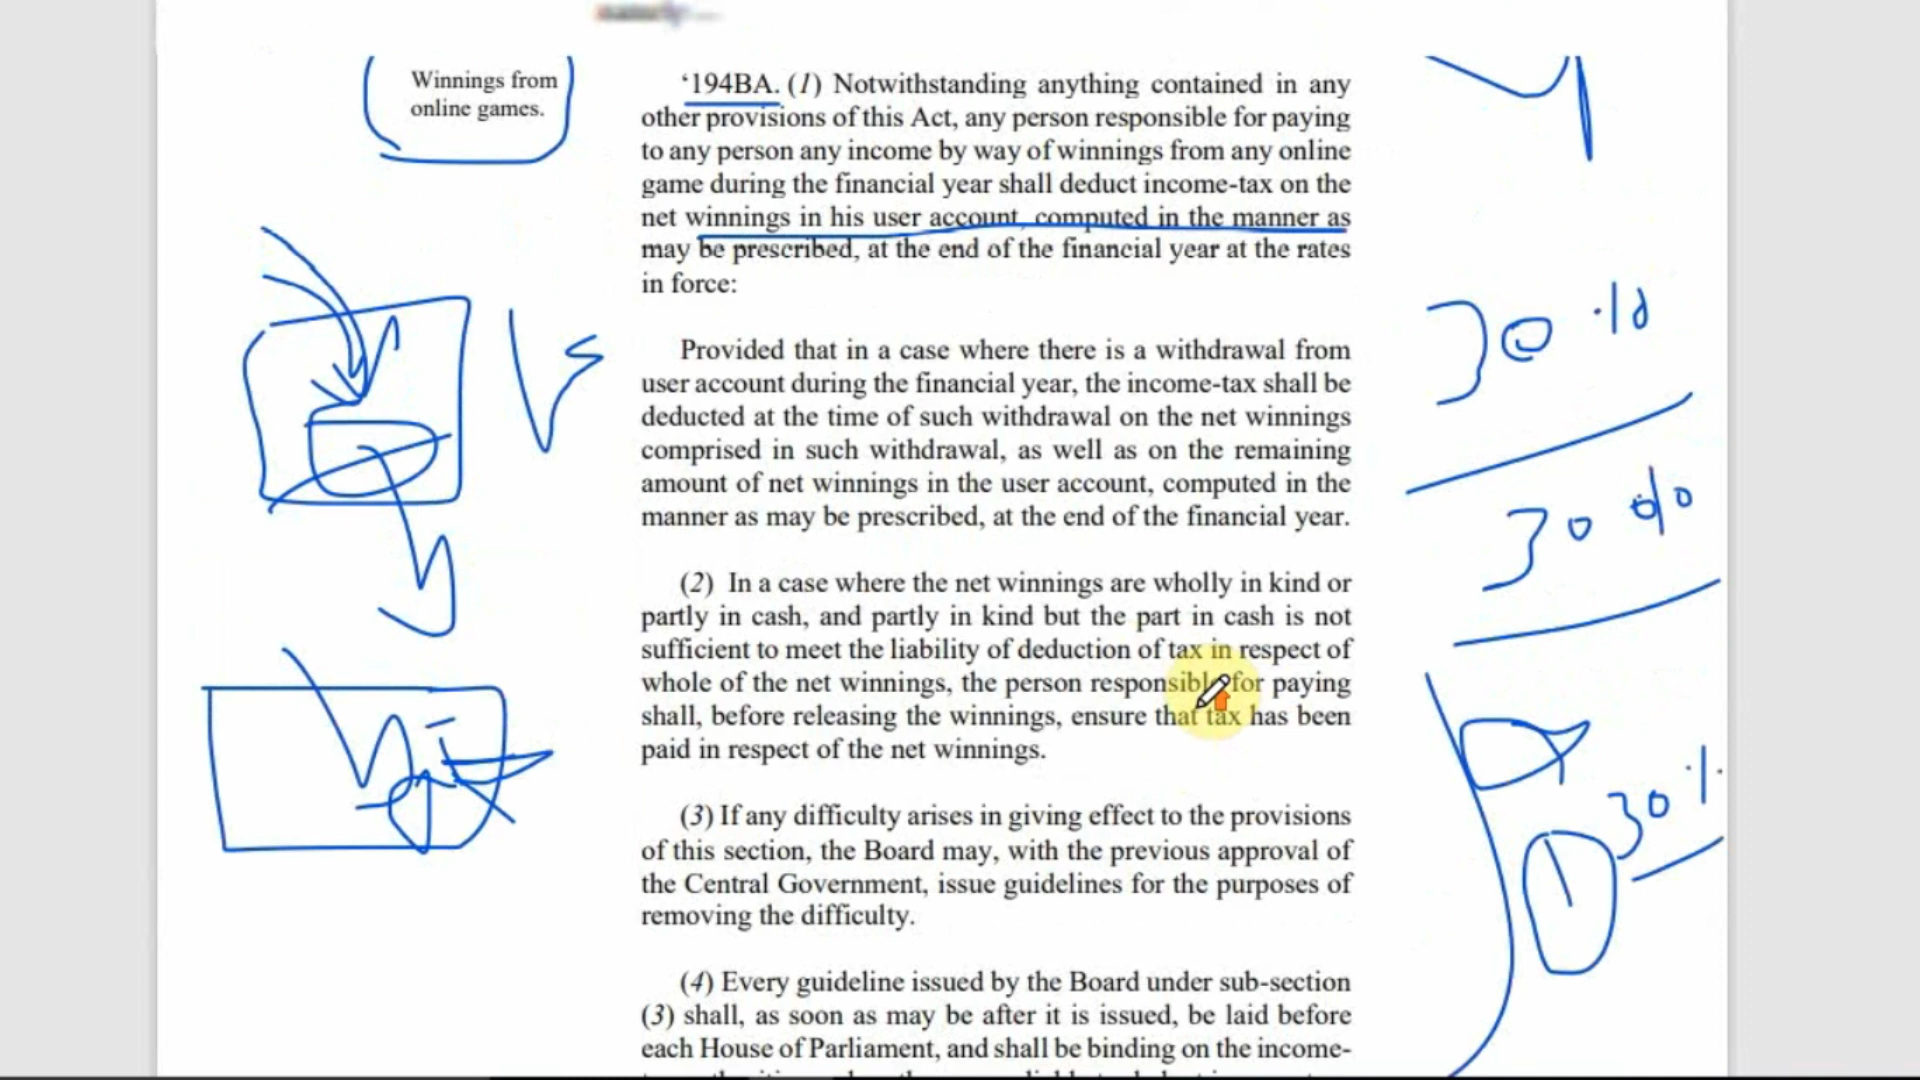 Winnings from
online games.
‘194BA. (1) Notwithstanding anything contained in any
other provisions of this Act, any person responsible for paying
to any person any income by way of winnings from any online
game during the financial year shall deduct income-tax on the
net winnings in his user account, computed in the manner as
may be prescribed, at the end of the financial year at the rates
in force:
Provided that in a case where there is a withdrawal from
user account during the financial year, the income-tax shall be
deducted at the time of such withdrawal on the net winnings
comprised in such withdrawal, as well as on the remaining
amount of net winnings in the user account, computed in the
manner as may be prescribed, at the end of the financial year.
(2) In a case where the net winnings are wholly in kind or
partly in cash, and partly in kind but the part in cash is not
sufficient to meet the liability of deduction of tax in respect of
whole of the net winnings, the person responsible for paying
shall, before releasing the winnings, ensure that tax has been
paid in respect of the net winnings.
(3) If any difficulty arises in giving effect to the provisions
of this section, the Board may, with the previous approval of
the Central Government, issue guidelines for the purposes of
removing the difficulty.
(4) Every guideline issued by the Board under sub-section
(3) shall, as soon as may be after it is issued, be laid before
each House of Parliament, and shall be binding on the income-
30%
30%
30%